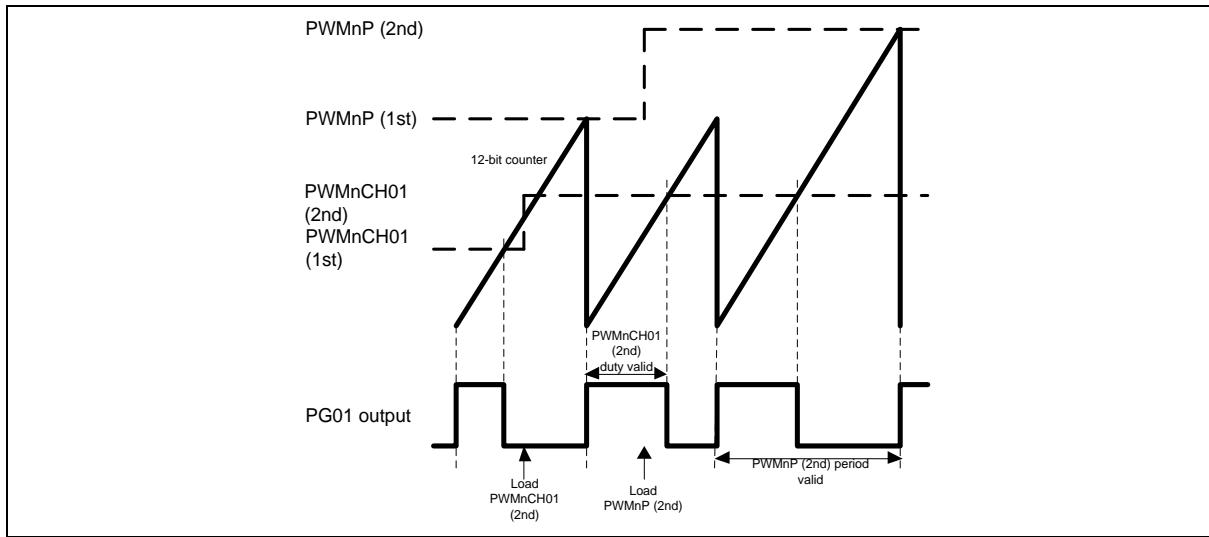 PWMnP (2nd)
PWMnP (1st)
12-bit counter
PWMnCH01
(2nd)
PWMnCH01
(1st)
PWMnCH01
(2nd)
duty valid
PG01 output
PWMnP (2nd) period
valid
Load
PWMnCH01
(2nd)
Load
PWMnP (2nd)